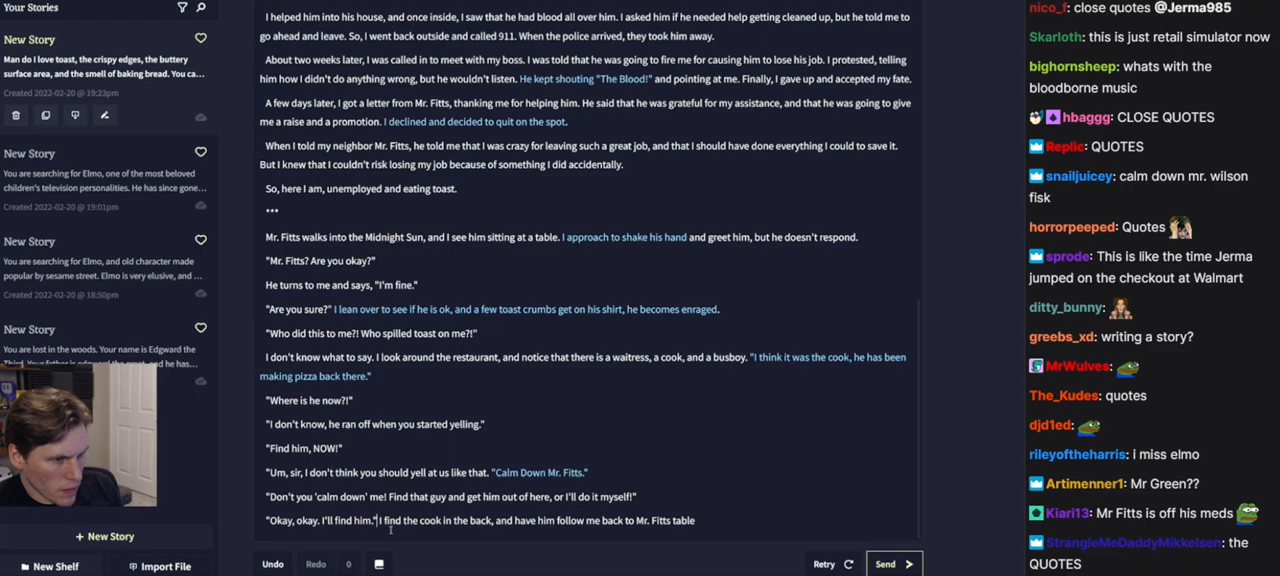 Your Stories
New Story
Man do I love toast, the crispy edges, the buttery
surface area, and the smell of baking bread. You ca...
Created 2022-02-20 @ 19:23pm
New Story
You are searching for Elmo, one of the most beloved
children's television personalities. He has since gone...
Created 2022-02-20 @ 19:01pm
New Story
You are searching for Elmo, and old character made
popular by sesame street. Elmo is very elusive, and ...
Created 2022-02-20 @ 18:50pm
New Story
You are lost in the woods. Your name is Edgward the
+ New Story
New Shelf
Import File
I helped him into his house, and once inside, I saw that he had blood all over him. I asked him if he needed help getting cleaned up, but he told me to
go ahead and leave. So, I went back outside and called 911. When the police arrived, they took him away.
About two weeks later, I was called in to meet with my boss. I was told that he was going to fire me for causing him to lose his job. I protested, telling
him how I didn't do anything wrong, but he wouldn't listen. He kept shouting "The Blood!" and pointing at me. Finally, I gave up and accepted my fate.
A few days later, I got a letter from Mr. Fitts, thanking me for helping him. He said that he was grateful for my assistance, and that he was going to give
me a raise and a promotion. I declined and decided to quit on the spot.
When I told my neighbor Mr. Fitts, he told me that I was crazy for leaving such a great job, and that I should have done everything I could to save it.
But I knew that I couldn't risk losing my job because of something I did accidentally.
So, here I am, unemployed and eating toast.
***
Mr. Fitts walks into the Midnight Sun, and I see him sitting at a table. I approach to shake his hand and greet him, but he doesn't respond.
"Mr. Fitts? Are you okay?"
He turns to me and says, "I'm fine."
"Are you sure?" I lean over to see if he is ok, and a few toast crumbs get on his shirt, he becomes enraged.
"Who did this to me?! Who spilled toast on me?!"
I don't know what to say. I look around the restaurant, and notice that there is a waitress, a cook, and a busboy. "I think it was the cook, he has been
making pizza back there."
"Where is he now?!"
"I don't know, he ran off when you started yelling."
"Find him, NOW!"
"Um, sir, I don't think you should yell at us like that. "Calm Down Mr. Fitts."
"Don't you 'calm down' me! Find that guy and get him out of here, or I'll do it myself!"
"Okay, okay. I'll find him." I find the cook in the back, and have him follow me back to Mr. Fitts table
Undo
Redo
0
Retry
Send
nico_f: close quotes @Jerma985
Skarloth: this is just retail simulator now
bighornsheep: whats with the
bloodborne music
hbaggg: CLOSE QUOTES
Replic: QUOTES
snailjuicey: calm down mr. wilson
fisk
horrorpeeped: Quotes
sprode: This is like the time Jerma
jumped on the checkout at Walmart
ditty_bunny:
greebs_xd: writing a story?
MrWulves:
The_Kudes: quotes
djd1ed:
rileyoftheharris: i miss elmo
Artimenner1: Mr Green??
Kiari13: Mr Fitts is off his meds
StrangleMeDaddyMikkelsen: the
QUOTES